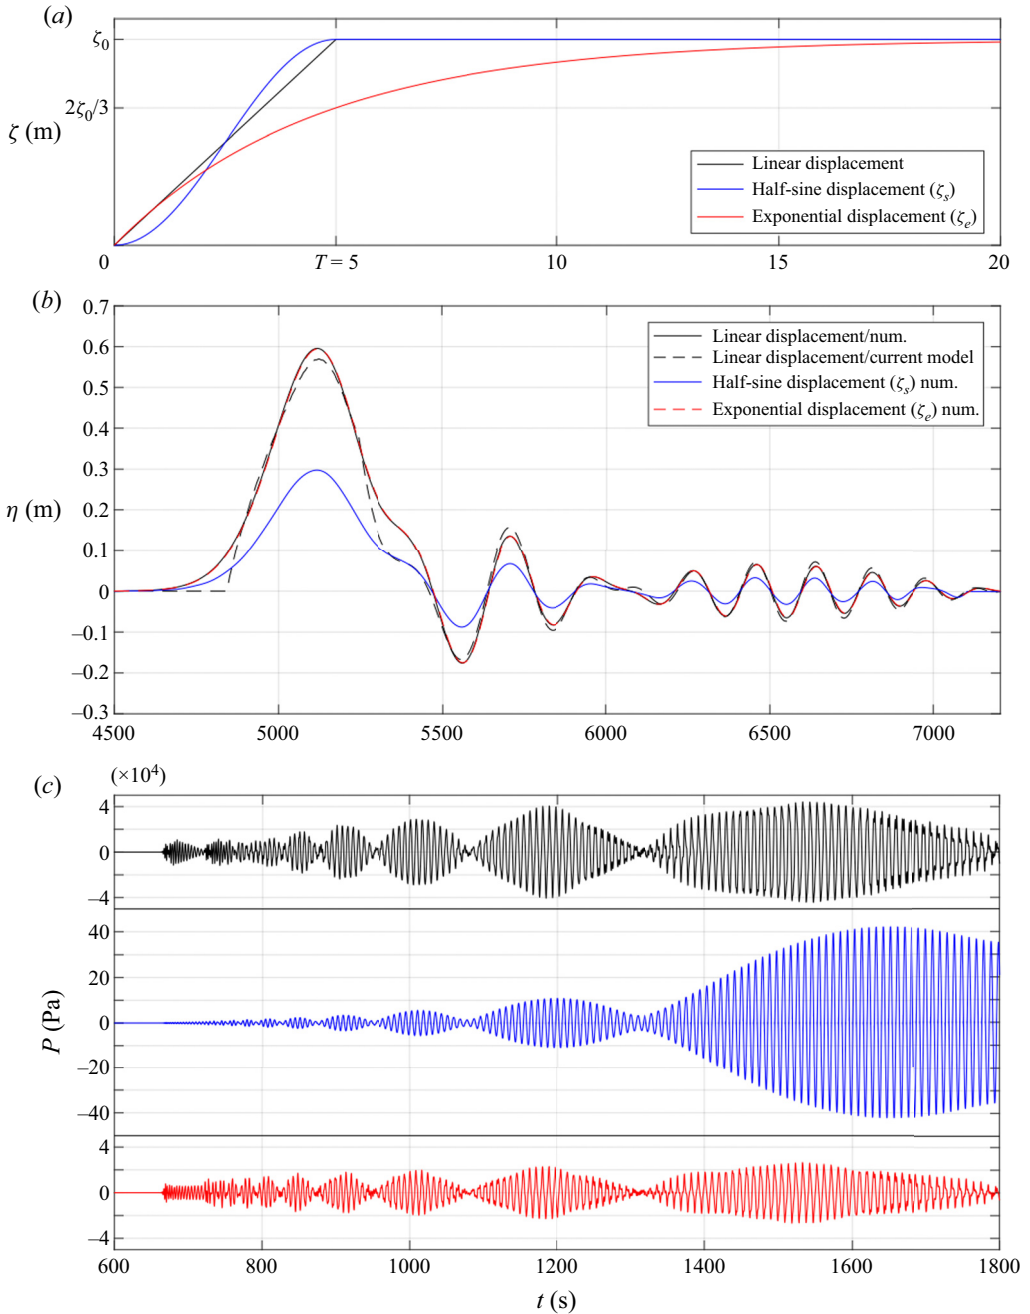 (a)
ζ0
2ζ0/3
ζ (m)
Linear displacement
Half-sine displacement (ζs)
Exponential displacement (ζe)
0
T = 5
10
15
20
(b)
0.7
0.6
0.5
0.4
0.3
0.2
0.1
0
–0.1
–0.2
–0.3
η (m)
Linear displacement/num.
Linear displacement/current model
Half-sine displacement (ζs) num.
Exponential displacement (ζe) num.
4500
5000
5500
6000
6500
7000
(c)
(×10⁴)
4
0
–4
40
20
0
–20
–40
P (Pa)
4
0
–4
600
800
1000
1200
1400
1600
1800
t (s)